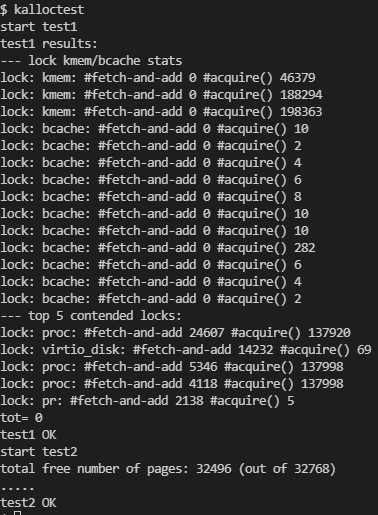 $ kalloctest
start test1
test1 results:
--- lock kmem/bcache stats
lock: kmem: #fetch-and-add 0 #acquire() 46379
lock: kmem: #fetch-and-add 0 #acquire() 188294
lock: kmem: #fetch-and-add 0 #acquire() 198363
lock: bcache: #fetch-and-add 0 #acquire() 10
lock: bcache: #fetch-and-add 0 #acquire() 2
lock: bcache: #fetch-and-add 0 #acquire() 4
lock: bcache: #fetch-and-add 0 #acquire() 6
lock: bcache: #fetch-and-add 0 #acquire() 8
lock: bcache: #fetch-and-add 0 #acquire() 10
lock: bcache: #fetch-and-add 0 #acquire() 10
lock: bcache: #fetch-and-add 0 #acquire() 282
lock: bcache: #fetch-and-add 0 #acquire() 6
lock: bcache: #fetch-and-add 0 #acquire() 4
lock: bcache: #fetch-and-add 0 #acquire() 2
--- top 5 contended locks:
lock: proc: #fetch-and-add 24607 #acquire() 137920
lock: virtio_disk: #fetch-and-add 14232 #acquire() 69
lock: proc: #fetch-and-add 5346 #acquire() 137998
lock: proc: #fetch-and-add 4118 #acquire() 137998
lock: pr: #fetch-and-add 2138 #acquire() 5
tot= 0
test1 OK
start test2
total free number of pages: 32496 (out of 32768)
.....
test2 OK